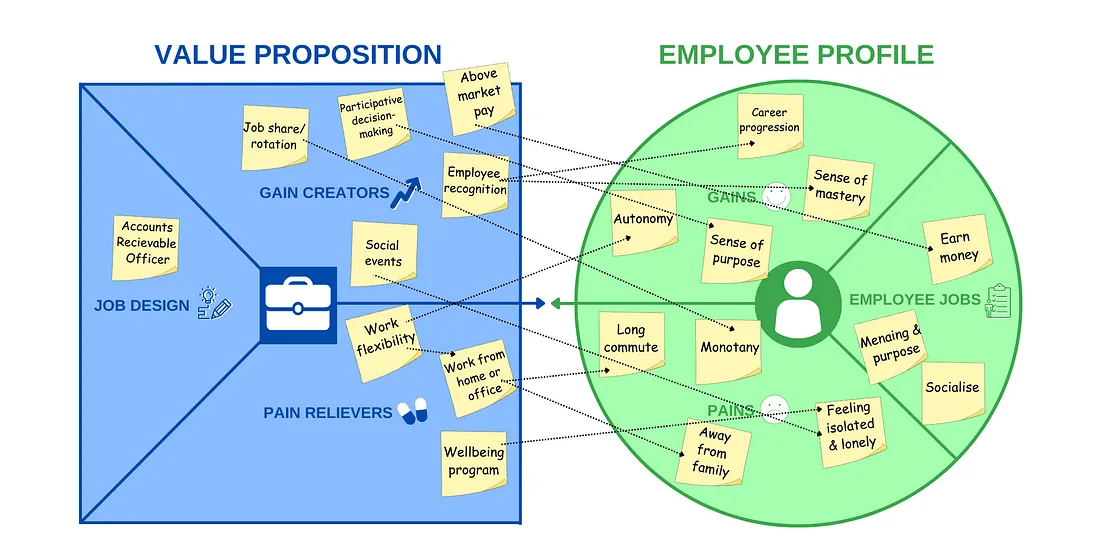 VALUE PROPOSITION
EMPLOYEE PROFILE
Above
market
pay
Participative
decision-
making
Job share/
rotation
Employee
recognition
GAIN CREATORS
Accounts
Recievable
Officer
Social
events
JOB DESIGN
Work
flexibility
Work from
home or
office
PAIN RELIEVERS
Wellbeing
program
Career
progression
Sense of
mastery
GAINS
Autonomy
Sense of
purpose
Earn
money
EMPLOYEE JOBS
Long
commute
Monotany
Menaing &
purpose
Socialise
PAINS
Feeling
isolated
& lonely
Away
from
family